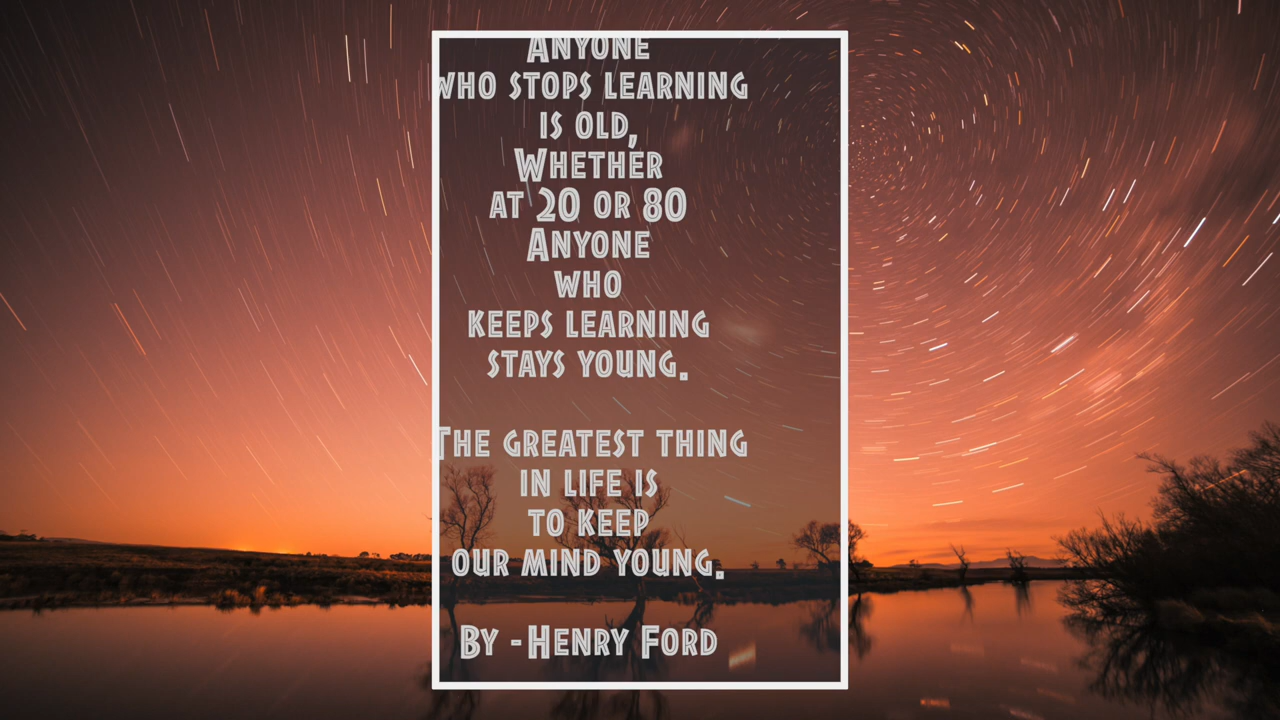 Anyone
who stops learning
is old,
Whether
at 20 or 80
Anyone
who
keeps learning
stays young.
The greatest thing
in life is
to keep
our mind young.
By -Henry Ford